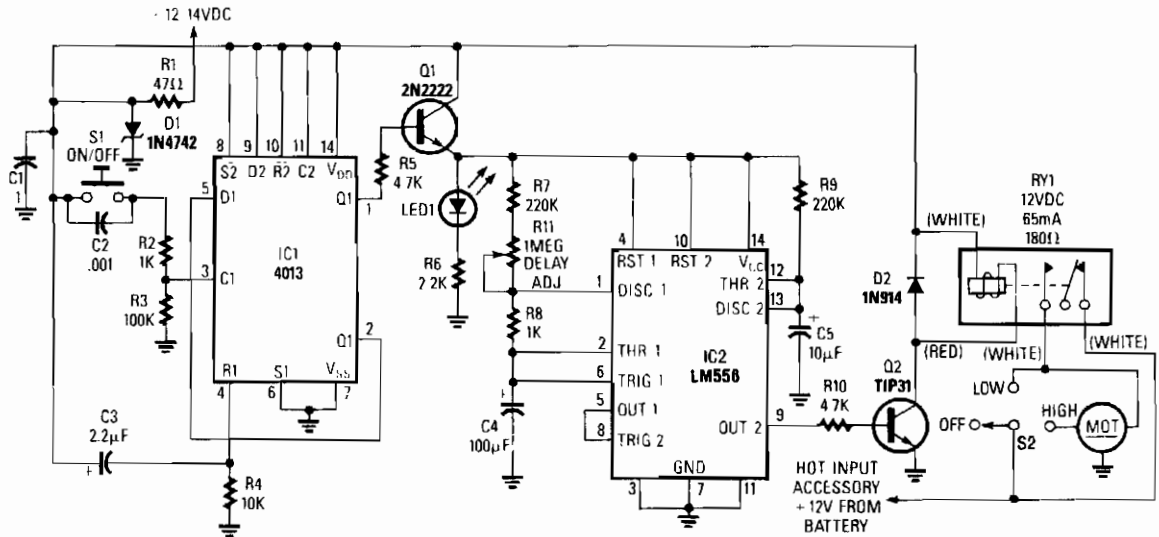 - 12 14VDC
R1
47Ω
D1
1N4742
S1
ON/OFF
C1
1
C2
.001
R2
1K
R3
100K
8
9
10
11
14
S2
D2
R2
C2
VDD
5
D1
Q1
1
IC1
4013
3
C1
Q1
2
R1
S1
VSS
4
6
7
C3
2.2µF
+
R4
10K
Q1
2N2222
R5
4.7K
LED1
R6
2.2K
R7
220K
R11
1MEG
DELAY
ADJ
R8
1K
+
C4
100µF
4
10
14
RST 1
RST 2
VCC
1
DISC 1
THR 2
12
DISC 2
13
2
THR 1
6
TRIG 1
5
OUT 1
8
TRIG 2
IC2
LM556
OUT 2
9
GND
3
7
11
R9
220K
+
C5
10µF
R10
4.7K
Q2
TIP31
D2
1N914
RY1
12VDC
65mA
180Ω
(WHITE)
(RED)
(WHITE)
(WHITE)
LOW
OFF
HIGH
S2
MOT
HOT INPUT
ACCESSORY
+ 12V FROM
BATTERY